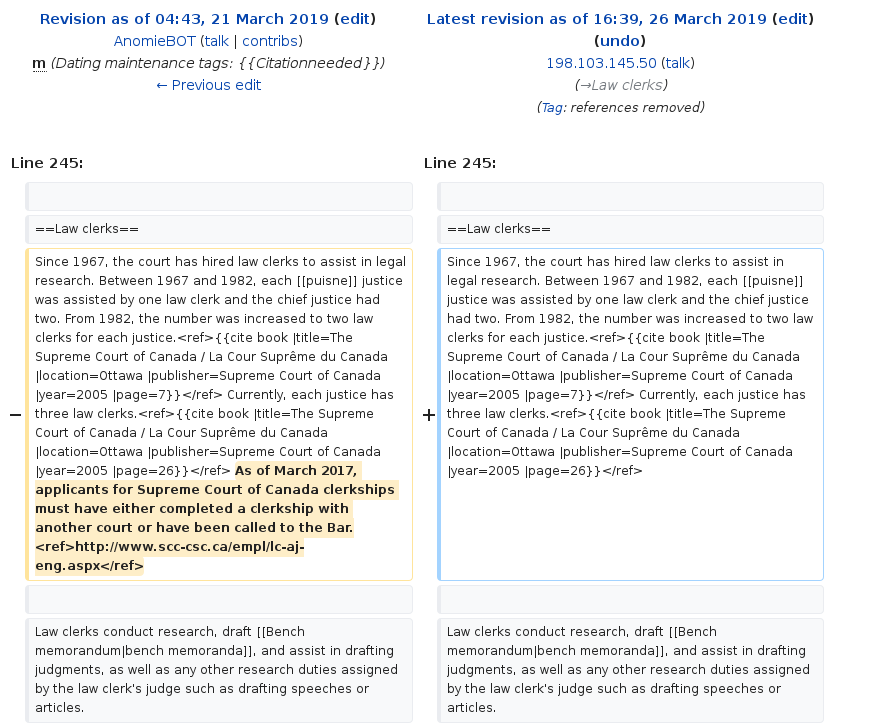 Revision as of 04:43, 21 March 2019 (edit)
AnomieBOT (talk | contribs)
m (Dating maintenance tags: {{Citationneeded}})
← Previous edit
Latest revision as of 16:39, 26 March 2019 (edit)
(undo)
198.103.145.50 (talk)
(→Law clerks)
(Tag: references removed)
Line 245:
Line 245:
==Law clerks==
==Law clerks==
−
Since 1967, the court has hired law clerks to assist in legal
research. Between 1967 and 1982, each [[puisne]] justice
was assisted by one law clerk and the chief justice had
two. From 1982, the number was increased to two law
clerks for each justice.<ref>{{cite book |title=The
Supreme Court of Canada / La Cour Suprême du Canada
|location=Ottawa |publisher=Supreme Court of Canada
|year=2005 |page=7}}</ref> Currently, each justice has
three law clerks.<ref>{{cite book |title=The Supreme
Court of Canada / La Cour Suprême du Canada
|location=Ottawa |publisher=Supreme Court of Canada
|year=2005 |page=26}}</ref> As of March 2017,
applicants for Supreme Court of Canada clerkships
must have either completed a clerkship with
another court or have been called to the Bar.
<ref>http://www.scc-csc.ca/empl/lc-aj-
eng.aspx</ref>
+
Since 1967, the court has hired law clerks to assist in
legal research. Between 1967 and 1982, each [[puisne]]
justice was assisted by one law clerk and the chief justice
had two. From 1982, the number was increased to two law
clerks for each justice.<ref>{{cite book |title=The
Supreme Court of Canada / La Cour Suprême du Canada
|location=Ottawa |publisher=Supreme Court of Canada
|year=2005 |page=7}}</ref> Currently, each justice has
three law clerks.<ref>{{cite book |title=The Supreme
Court of Canada / La Cour Suprême du Canada
|location=Ottawa |publisher=Supreme Court of Canada
|year=2005 |page=26}}</ref>
Law clerks conduct research, draft [[Bench
memorandum|bench memoranda]], and assist in drafting
judgments, as well as any other research duties assigned
by the law clerk's judge such as drafting speeches or
articles.
Law clerks conduct research, draft [[Bench
memorandum|bench memoranda]], and assist in drafting
judgments, as well as any other research duties assigned
by the law clerk's judge such as drafting speeches or
articles.